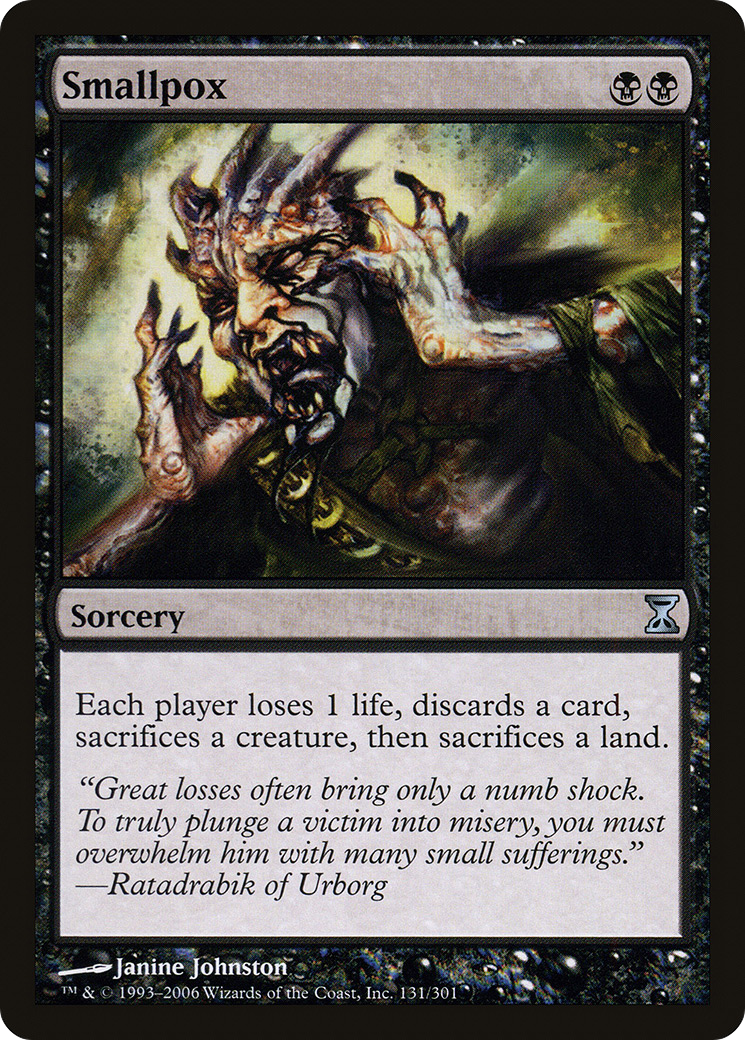 Smallpox
Sorcery
Each player loses 1 life, discards a card,
sacrifices a creature, then sacrifices a land.
“Great losses often bring only a numb shock.
To truly plunge a victim into misery, you must
overwhelm him with many small sufferings.”
—Ratadrabik of Urborg
Janine Johnston
™ & © 1993–2006 Wizards of the Coast, Inc. 131/301